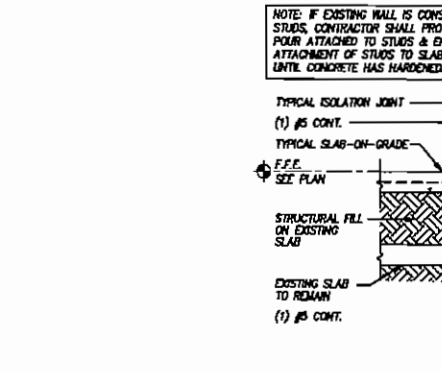 NOTE: IF EXISTING WALL IS CONS
STUDS, CONTRACTOR SHALL PRO
POUR ATTACHED TO STUDS & E
ATTACHMENT OF STUDS TO SLAB
UNTIL CONCRETE HAS HARDENED
TYPICAL ISOLATION JOINT
(1) #5 CONT.
TYPICAL SLAB-ON-GRADE
F.F.E.
SEE PLAN
STRUCTURAL FILL
ON EXISTING
SLAB
EXISTING SLAB
TO REMAIN
(1) #5 CONT.